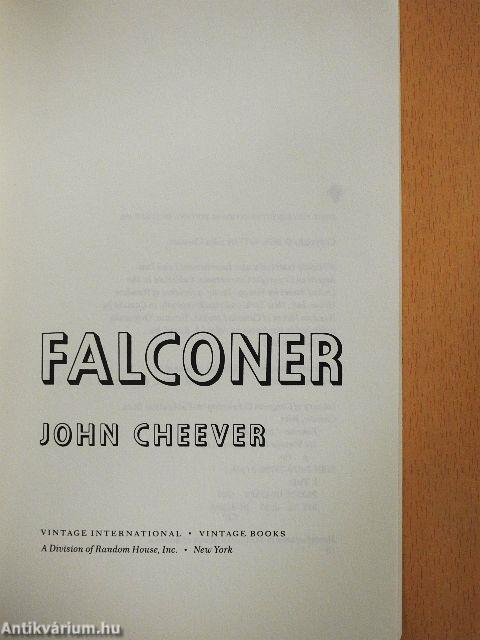 FALCONER
JOHN CHEEVER
VINTAGE INTERNATIONAL • VINTAGE BOOKS
A Division of Random House, Inc. • New York
Antikvárium.hu